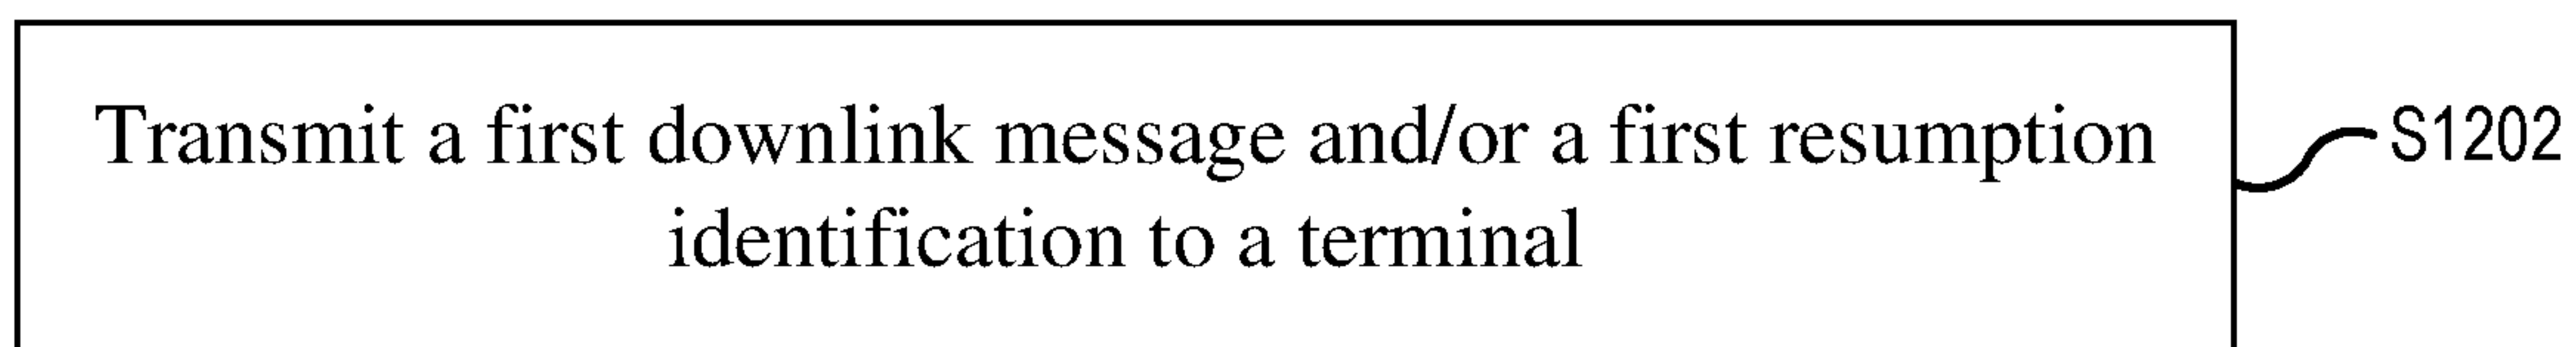 Transmit a first downlink message and/or a first resumption
identification to a terminal
S1202